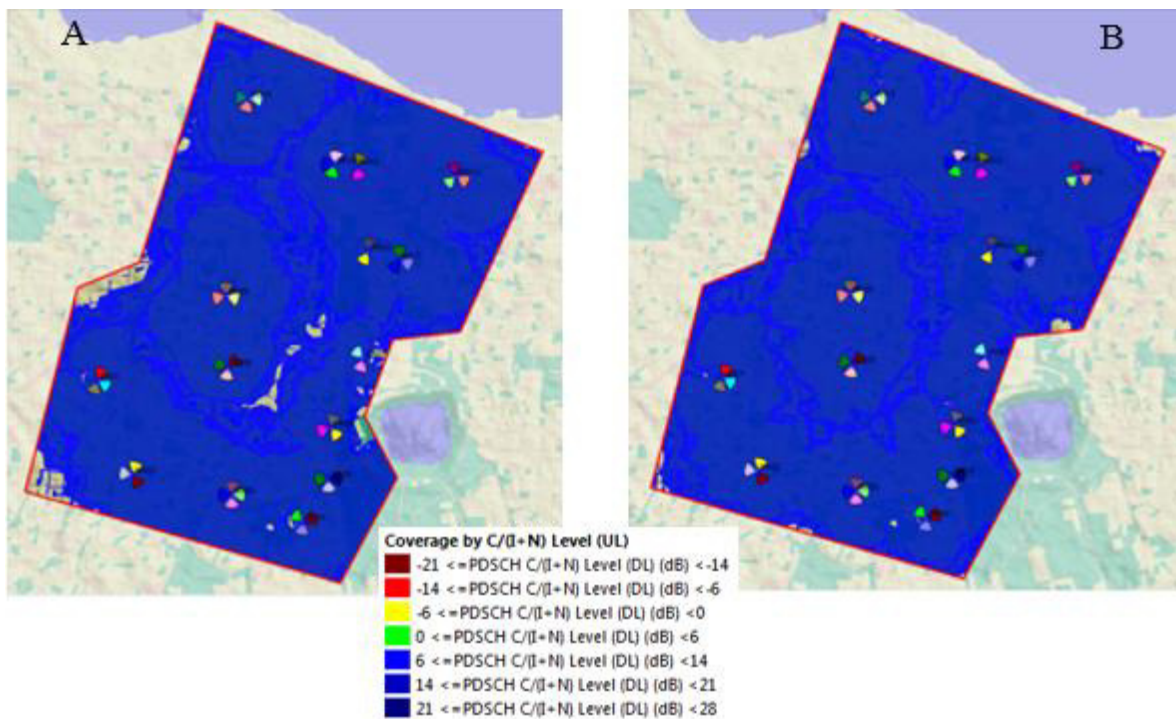 A
B
Coverage by C/(I+N) Level (UL)
-21 <=PDSCH C/(I+N) Level (DL) (dB) <-14
-14 <=PDSCH C/(I+N) Level (DL) (dB) <-6
-6 <=PDSCH C/(I+N) Level (DL) (dB) <0
0 <=PDSCH C/(I+N) Level (DL) (dB) <6
6 <=PDSCH C/(I+N) Level (DL) (dB) <14
14 <=PDSCH C/(I+N) Level (DL) (dB) <21
21 <=PDSCH C/(I+N) Level (DL) (dB) <28